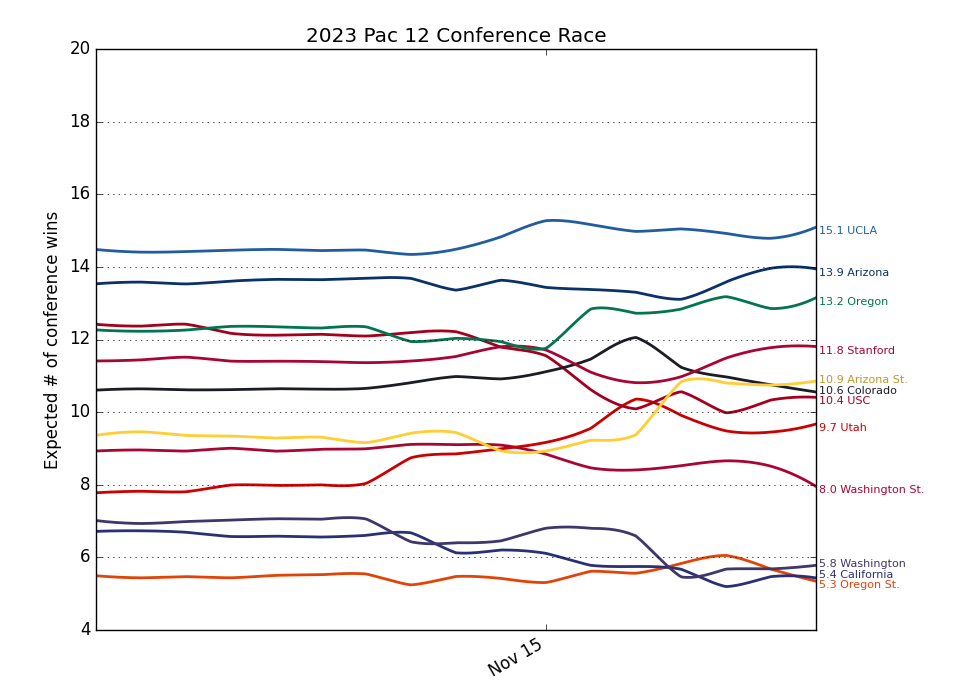 2023 Pac 12 Conference Race
Expected # of conference wins
20
18
16
14
12
10
8
6
4
Nov 15
15.1 UCLA
13.9 Arizona
13.2 Oregon
11.8 Stanford
10.9 Arizona St.
10.6 Colorado
10.4 USC
9.7 Utah
8.0 Washington St.
5.8 Washington
5.4 California
5.3 Oregon St.